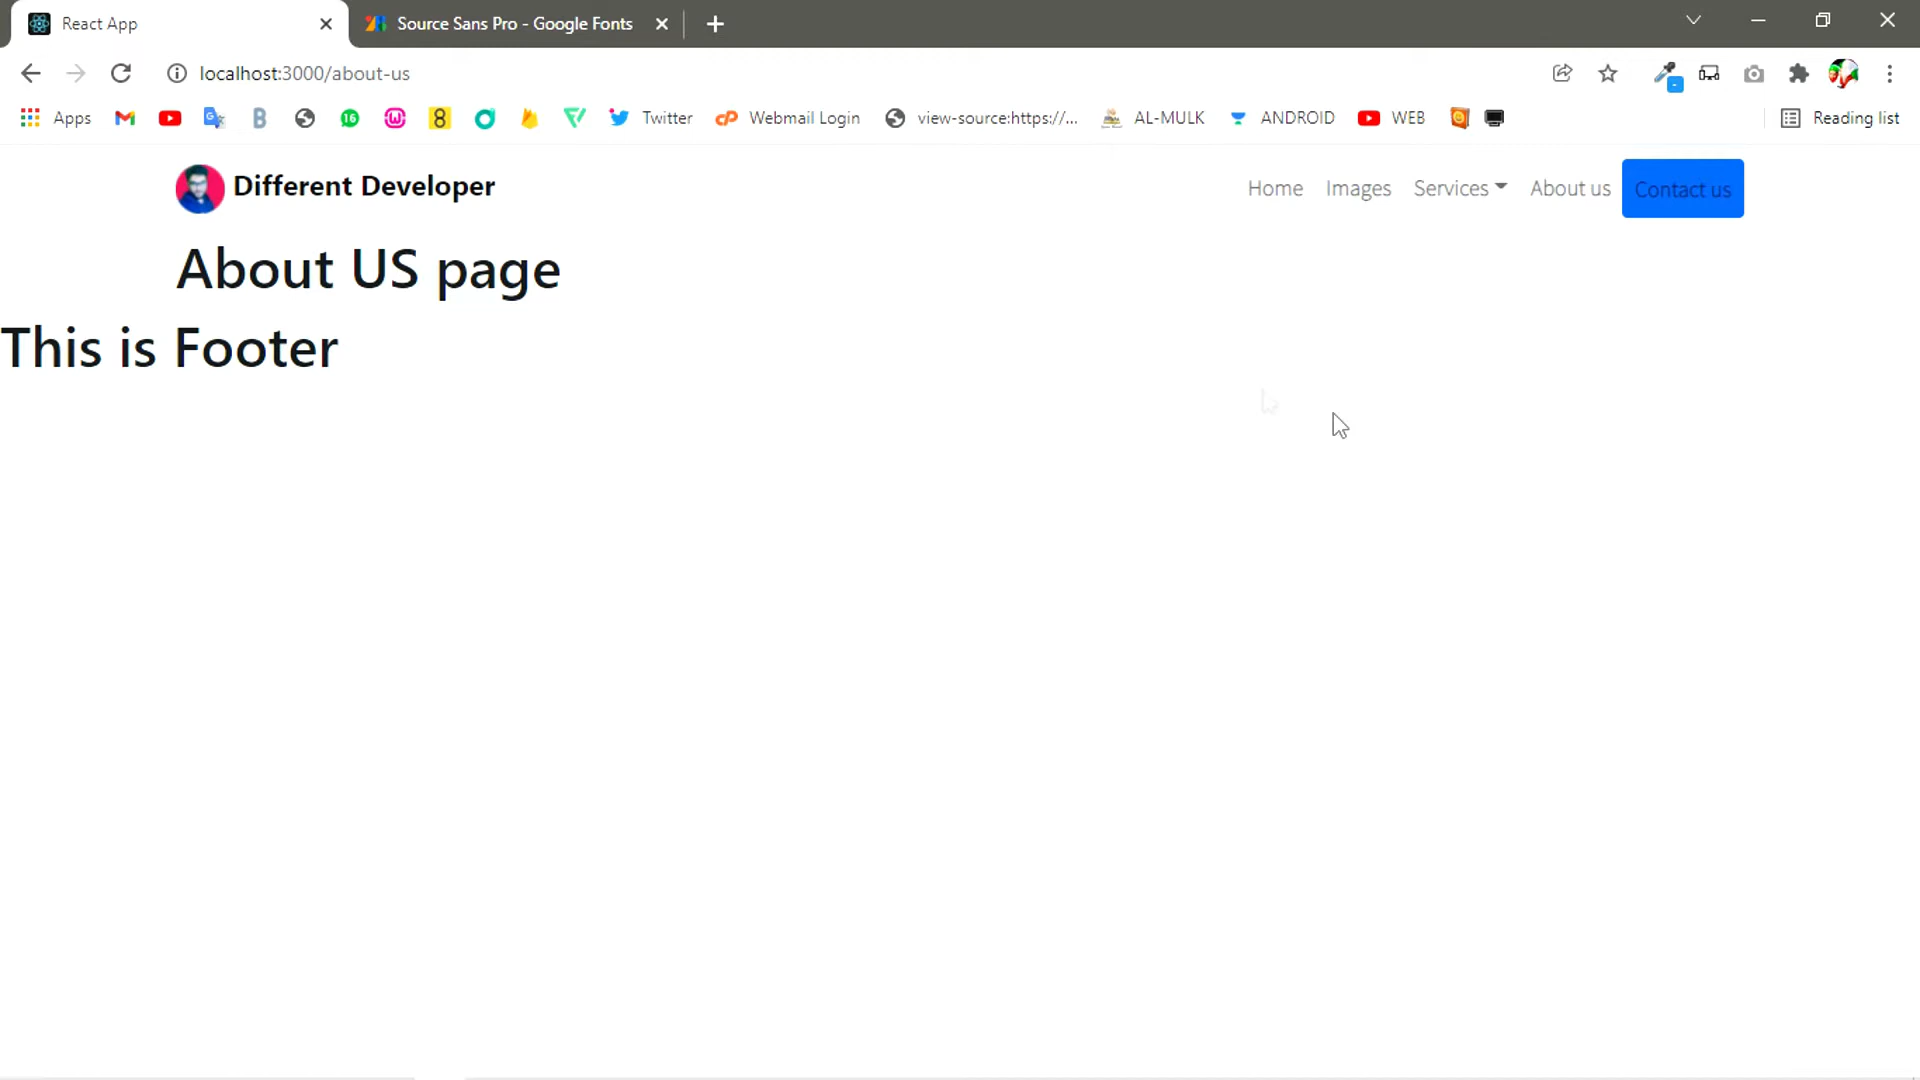 React App
Source Sans Pro - Google Fonts
localhost:3000/about-us
Apps
16
8
Twitter
Webmail Login
view-source:https://...
AL-MULK
ANDROID
WEB
Reading list
Different Developer
Home
Images
Services
About us
Contact us
About US page
This is Footer